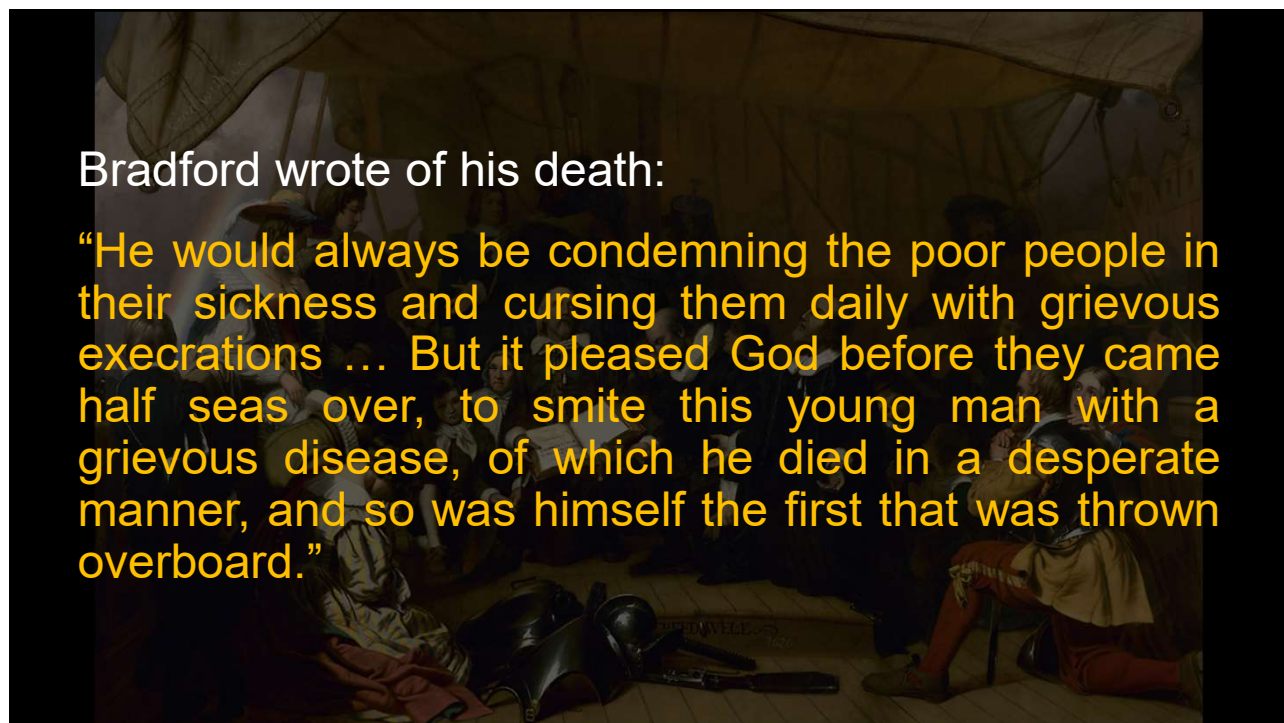 Bradford wrote of his death:
“He would always be condemning the poor people in
their sickness and cursing them daily with grievous
execrations … But it pleased God before they came
half seas over, to smite this young man with a
grievous disease, of which he died in a desperate
manner, and so was himself the first that was thrown
overboard.”